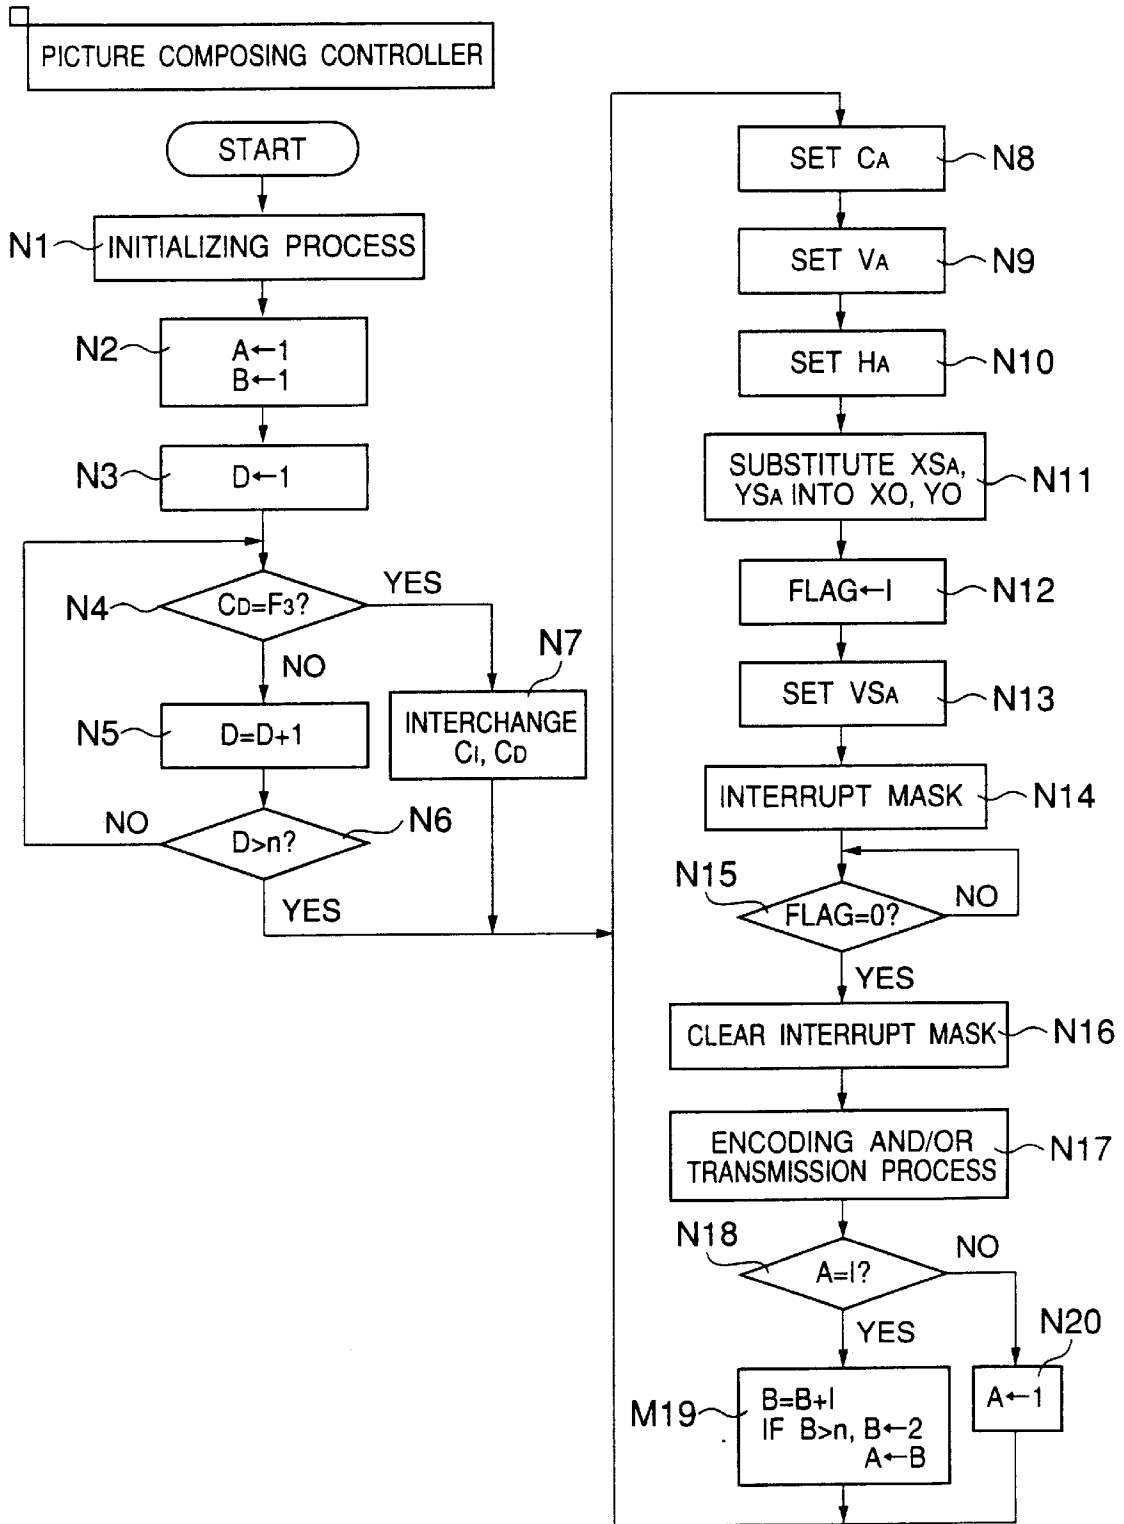 PICTURE COMPOSING CONTROLLER
START
N1
INITIALIZING PROCESS
N2
A←1
B←1
N3
D←1
N4
CD=F3?
YES
NO
N5
D=D+1
N7
INTERCHANGE
CI, CD
N6
D>n?
NO
YES
SET CA
N8
SET VA
N9
SET HA
N10
SUBSTITUTE XSA,
YSA INTO XO, YO
N11
FLAG←I
N12
SET VSA
N13
INTERRUPT MASK
N14
N15
FLAG=0?
NO
YES
CLEAR INTERRUPT MASK
N16
ENCODING AND/OR
TRANSMISSION PROCESS
N17
N18
A=I?
NO
YES
M19
B=B+I
IF B>n, B←2
A←B
N20
A←1